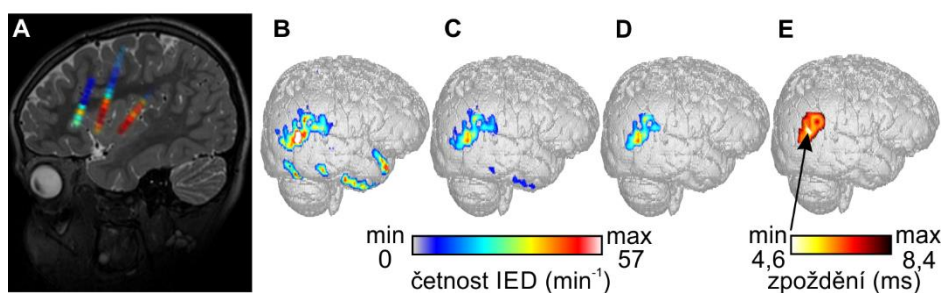 A
B
C
D
E
min
max
0
57
četnost IED (min⁻¹)
min
max
4,6
8,4
zpoždění (ms)